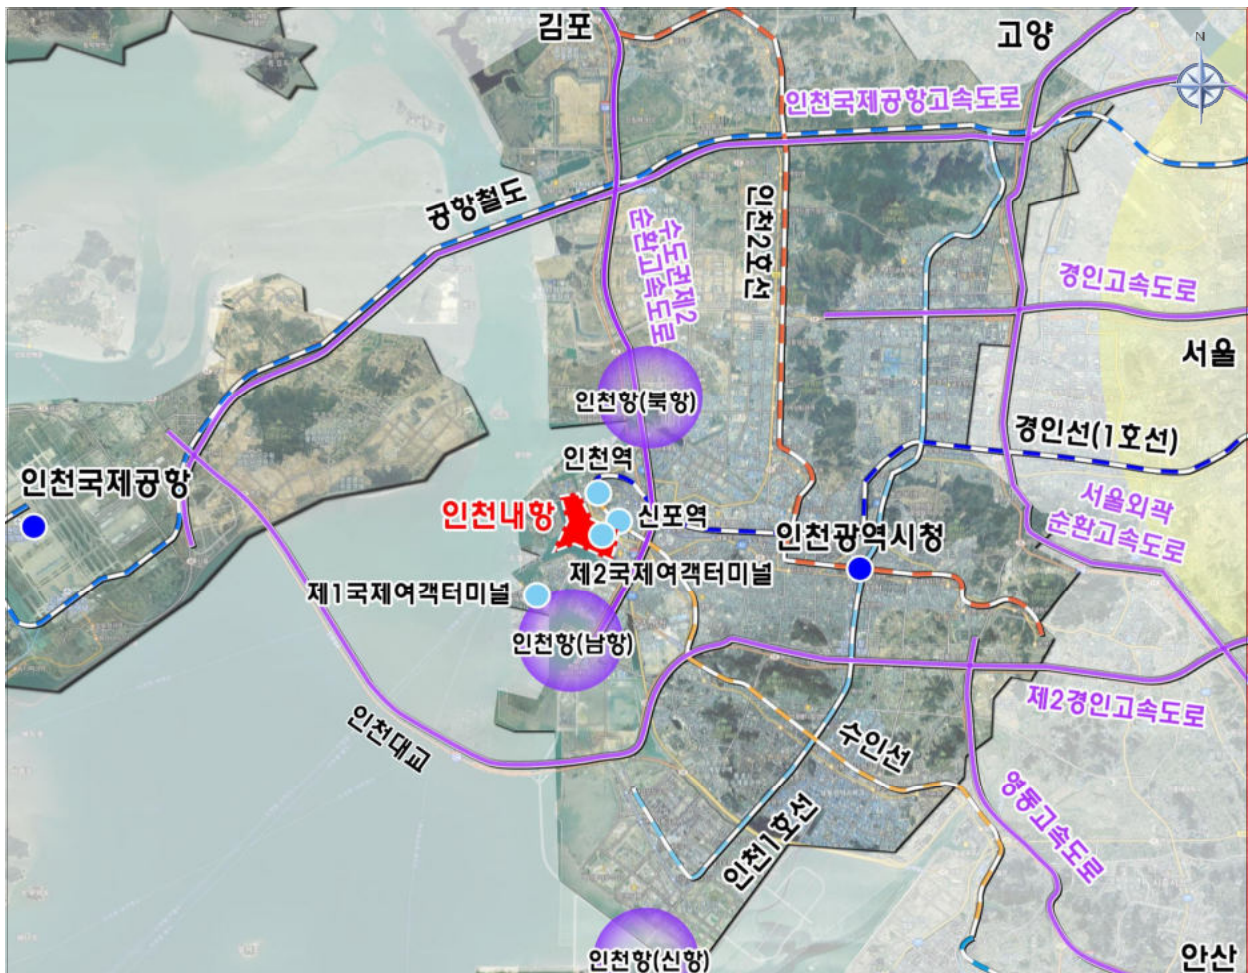 김포
고양
N
인천국제공항고속도로
공항철도
인천2호선
수도권제2
순환고속도로
경인고속도로
서울
인천항(북항)
경인선(1호선)
인천역
인천국제공항
서울외곽
순환고속도로
인천내항
신포역
인천광역시청
제2국제여객터미널
제1국제여객터미널
인천항(남항)
제2경인고속도로
인천대교
수인선
영동고속도로
인천1호선
인천항(신항)
안산